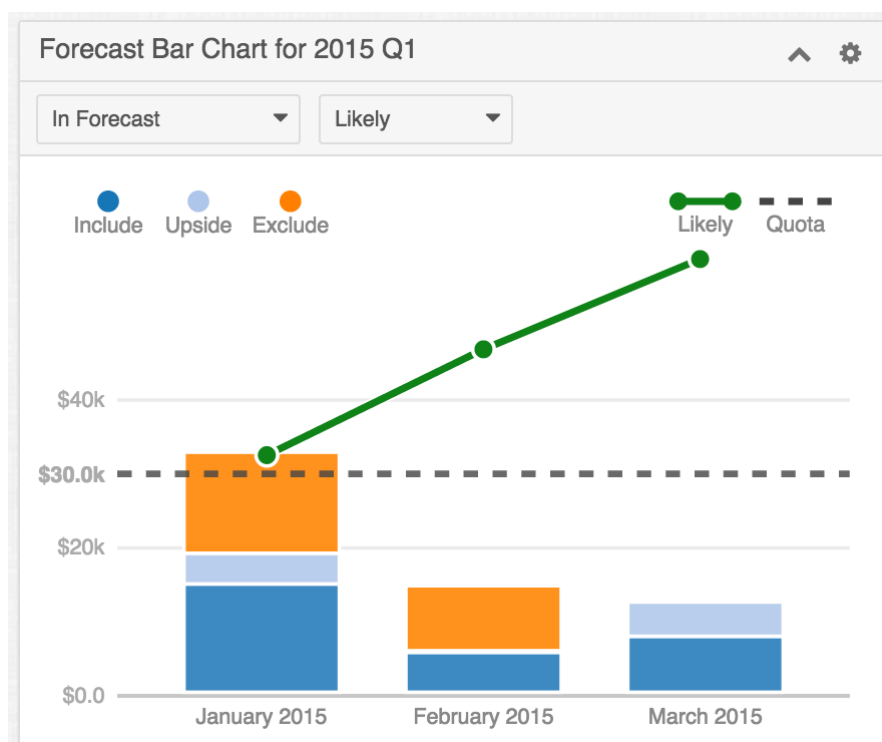 Forecast Bar Chart for 2015 Q1
In Forecast
Likely
Include Upside Exclude
Likely Quota
$40k
$30.0k
$20k
$0.0
January 2015 February 2015 March 2015